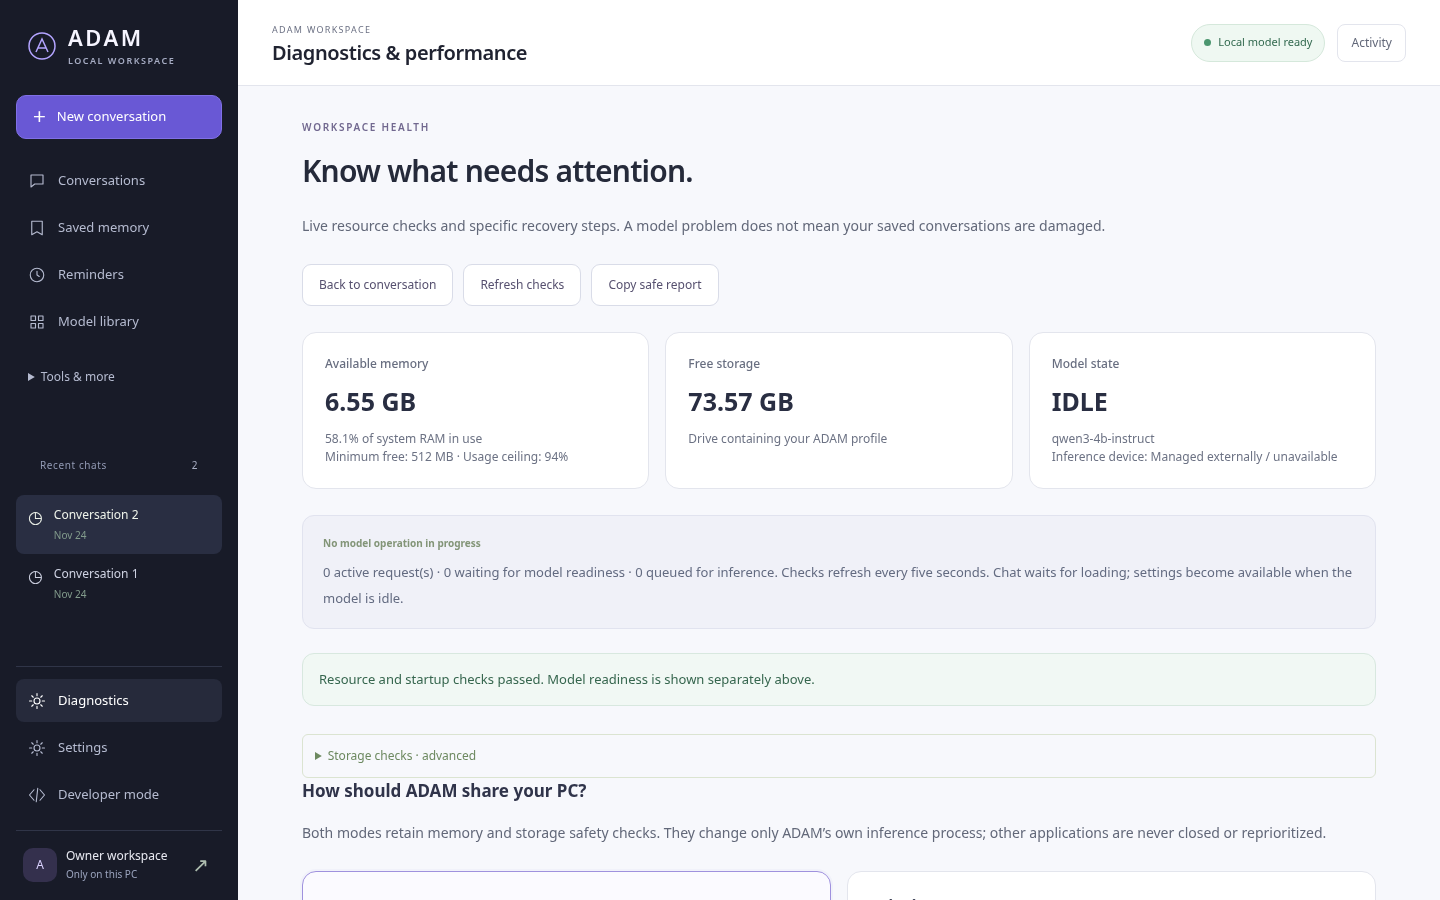 ADAM
LOCAL WORKSPACE
New conversation
Conversations
Saved memory
Reminders
Model library
Tools & more
Recent chats 2
Conversation 2
Nov 24
Conversation 1
Nov 24
Diagnostics
Settings
Developer mode
A
Owner workspace
Only on this PC
ADAM WORKSPACE
Diagnostics & performance
Local model ready
Activity
WORKSPACE HEALTH
Know what needs attention.
Live resource checks and specific recovery steps. A model problem does not mean your saved conversations are damaged.
Back to conversation
Refresh checks
Copy safe report
Available memory
6.55 GB
58.1% of system RAM in use
Minimum free: 512 MB · Usage ceiling: 94%
Free storage
73.57 GB
Drive containing your ADAM profile
Model state
IDLE
qwen3-4b-instruct
Inference device: Managed externally / unavailable
No model operation in progress
0 active request(s) · 0 waiting for model readiness · 0 queued for inference. Checks refresh every five seconds. Chat waits for loading; settings become available when the
model is idle.
Resource and startup checks passed. Model readiness is shown separately above.
Storage checks · advanced
How should ADAM share your PC?
Both modes retain memory and storage safety checks. They change only ADAM’s own inference process; other applications are never closed or reprioritized.